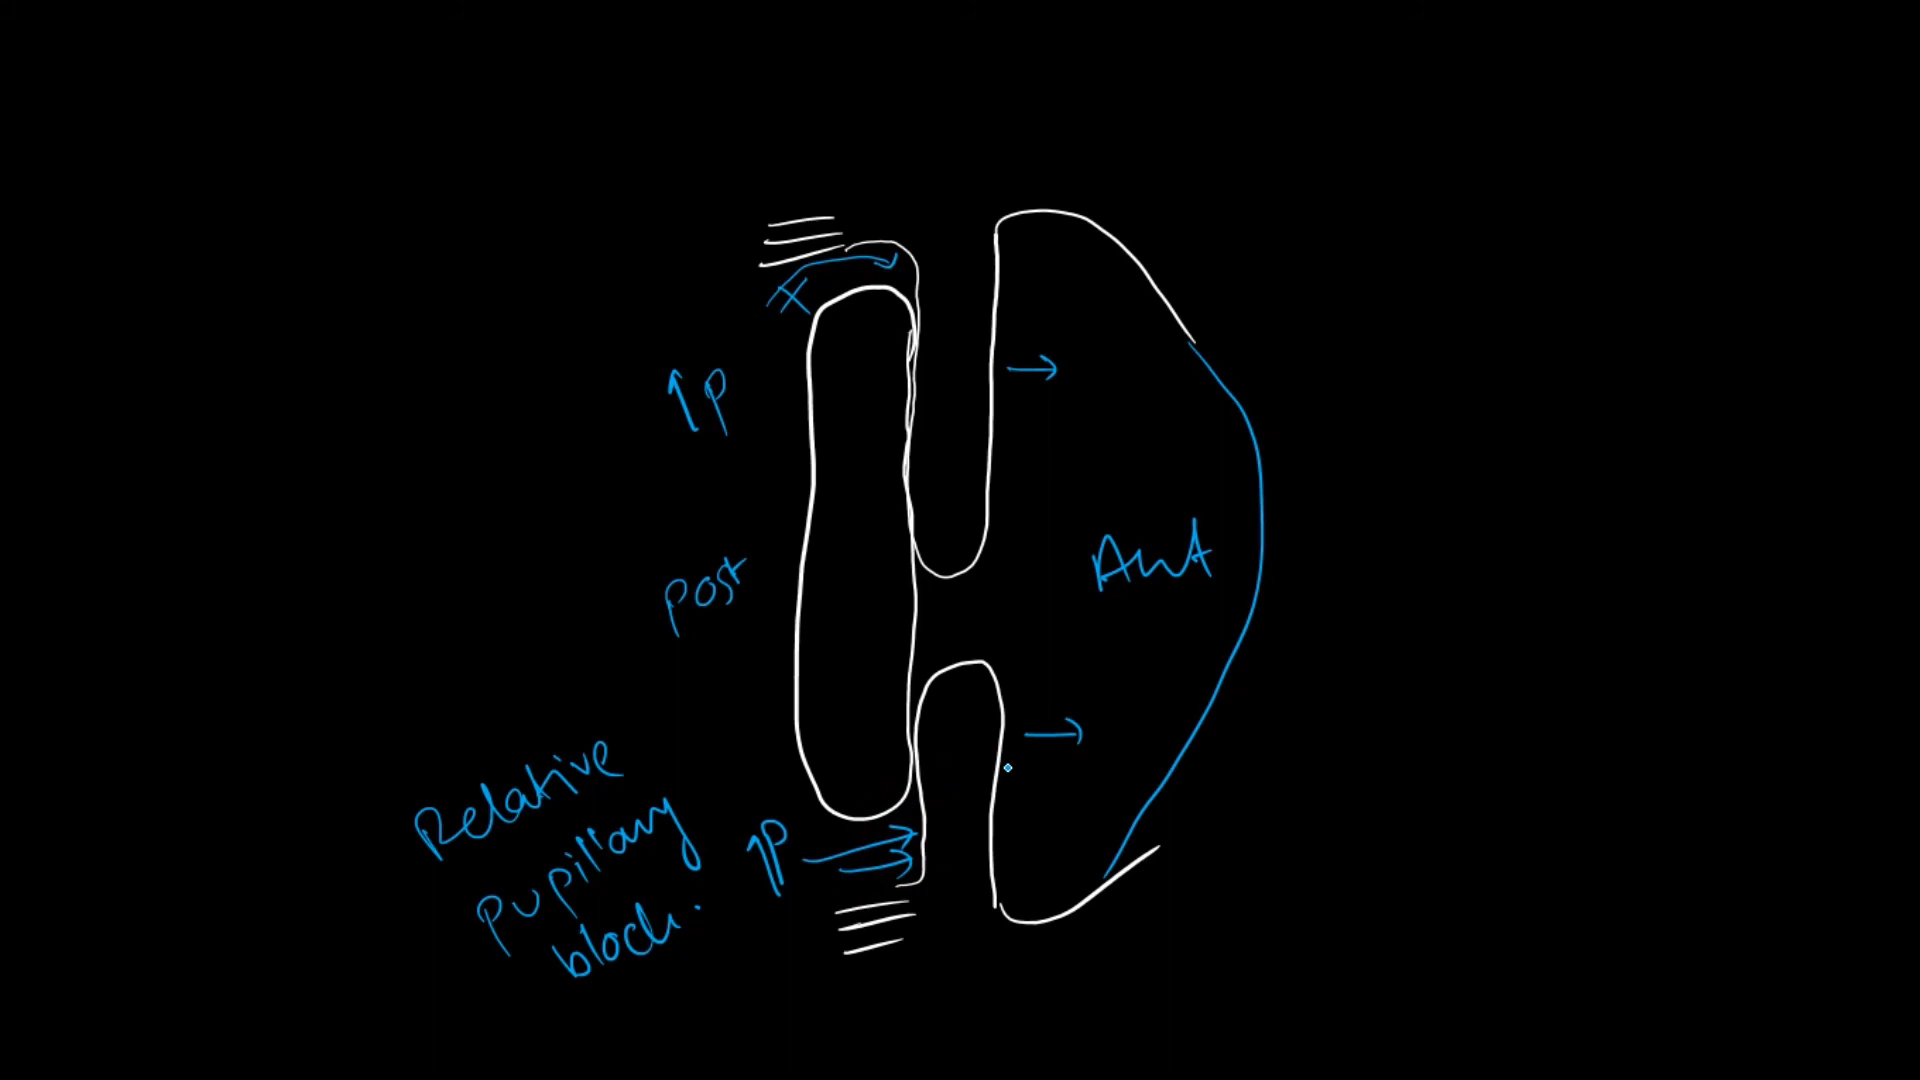 ↑P
post
Ant
Relative
pupillary
block.
↑P